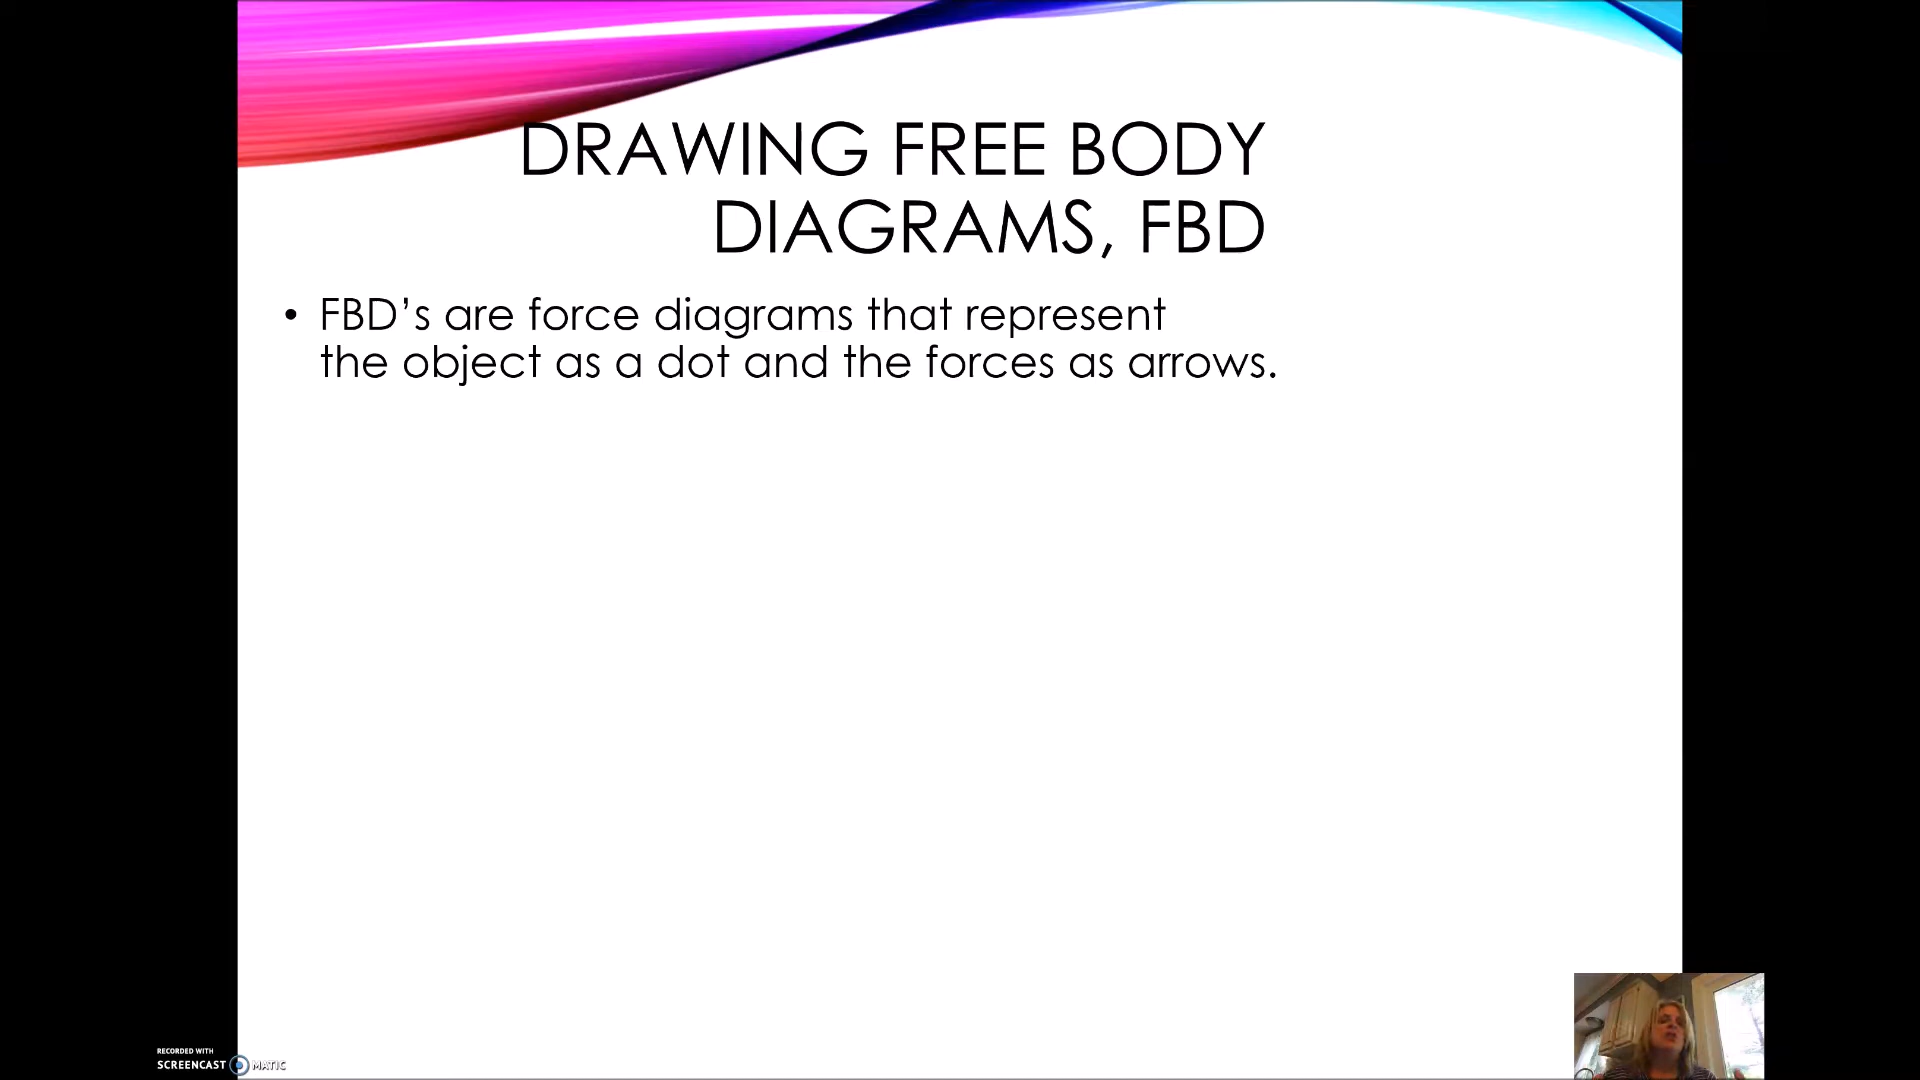 DRAWING FREE BODY
DIAGRAMS, FBD
• FBD’s are force diagrams that represent
the object as a dot and the forces as arrows.
RECORDED WITH
SCREENCAST MATIC